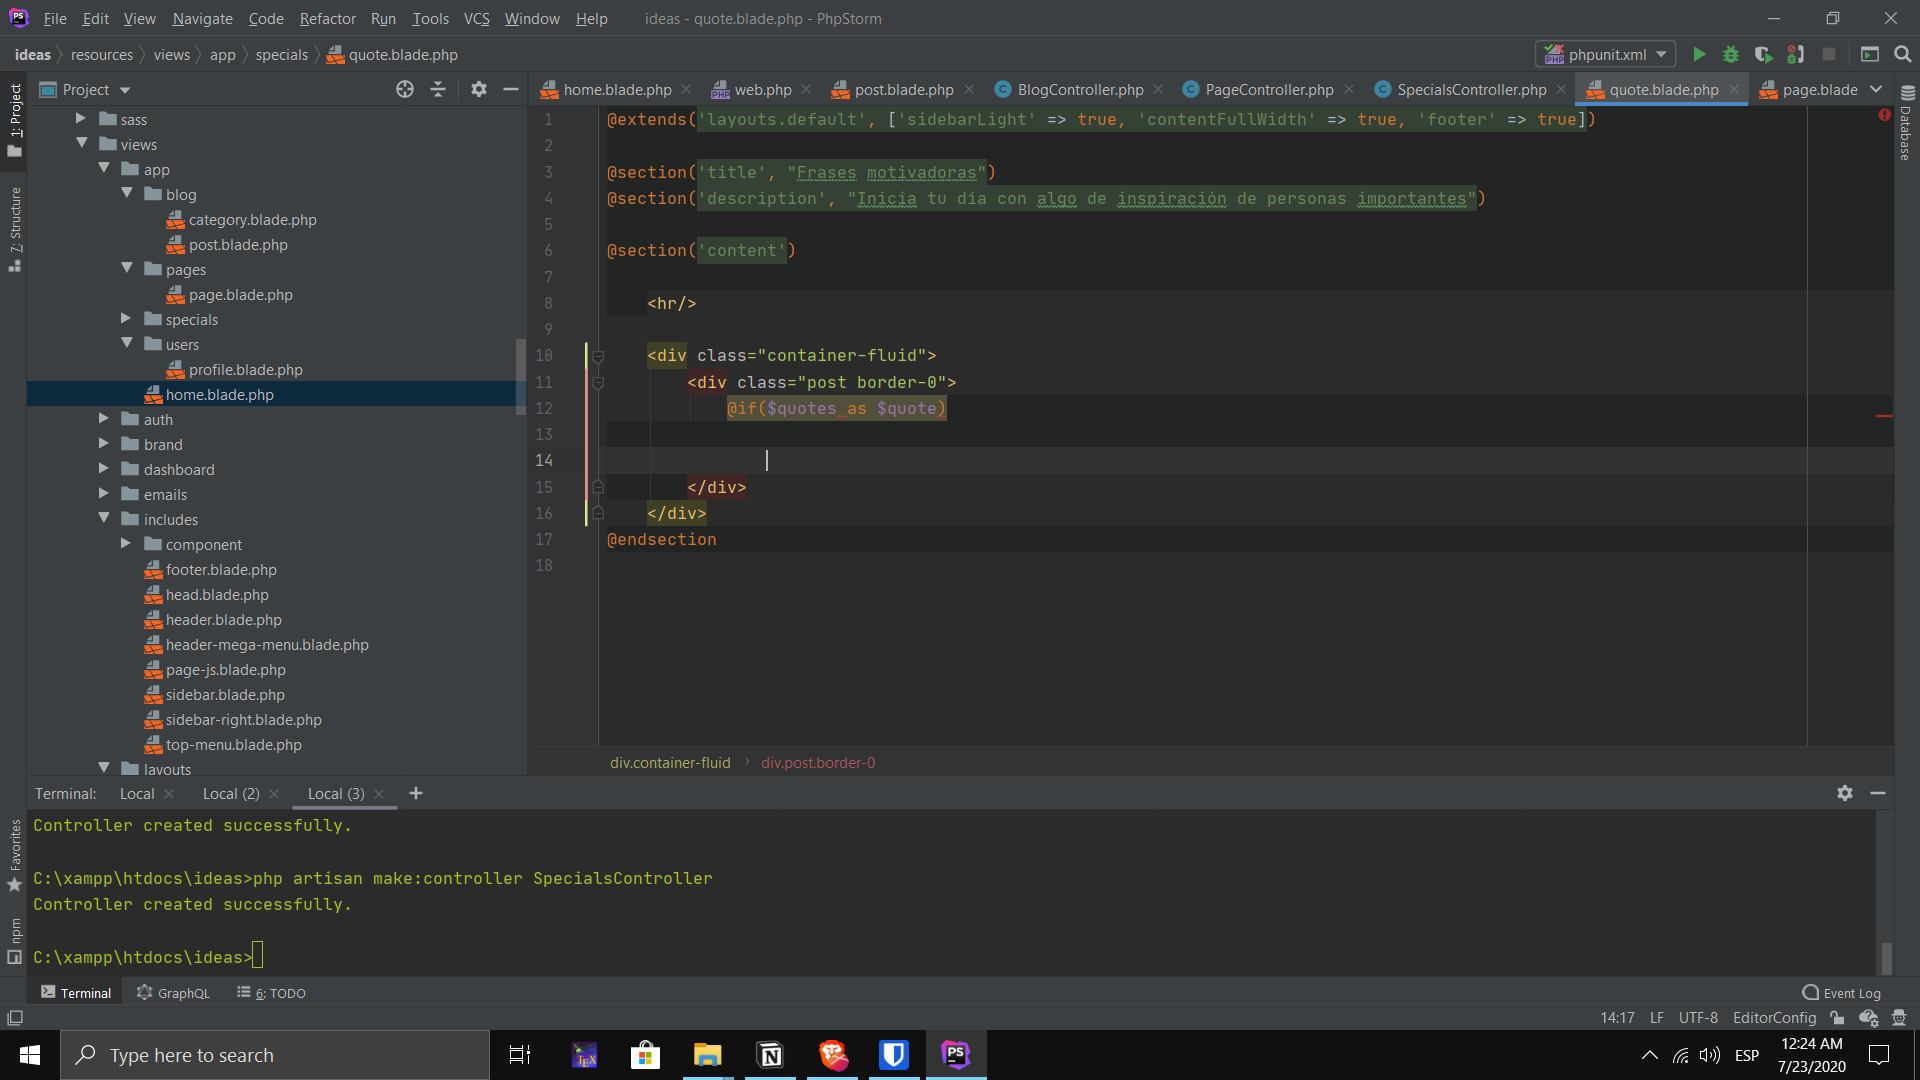 File Edit View Navigate Code Refactor Run Tools VCS Window Help ideas - quote.blade.php - PhpStorm
ideas resources views app specials quote.blade.php phpunit.xml
Project
home.blade.php web.php post.blade.php BlogController.php PageController.php SpecialsController.php quote.blade.php page.blade
1: Project
7: Structure
Favorites
npm
Database
sass
views
app
blog
category.blade.php
post.blade.php
pages
page.blade.php
specials
users
profile.blade.php
home.blade.php
auth
brand
dashboard
emails
includes
component
footer.blade.php
head.blade.php
header.blade.php
header-mega-menu.blade.php
page-js.blade.php
sidebar.blade.php
sidebar-right.blade.php
top-menu.blade.php
layouts
1 @extends('layouts.default', ['sidebarLight' => true, 'contentFullWidth' => true, 'footer' => true])
2
3 @section('title', "Frases motivadoras")
4 @section('description', "Inicia tu día con algo de inspiración de personas importantes")
5
6 @section('content')
7
8 <hr/>
9
10 <div class="container-fluid">
11 <div class="post border-0">
12 @if($quotes as $quote)
13
14
15 </div>
16 </div>
17 @endsection
18
div.container-fluid div.post.border-0
Terminal: Local Local (2) Local (3)
Controller created successfully.
C:\xampp\htdocs\ideas>php artisan make:controller SpecialsController
Controller created successfully.
C:\xampp\htdocs\ideas>
Terminal GraphQL 6: TODO Event Log
14:17 LF UTF-8 EditorConfig
Type here to search
TEX
PS
ESP
12:24 AM
7/23/2020